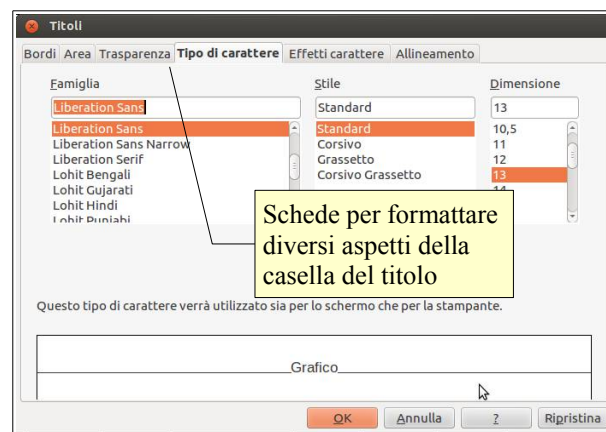 Titoli
Bordi Area Trasparenza Tipo di carattere Effetti carattere Allineamento
Famiglia Stile Dimensione
Liberation Sans Standard 13
Liberation Sans Standard 10,5
Liberation Sans Narrow Corsivo 11
Liberation Serif Grassetto 12
Lohit Bengali Corsivo Grassetto 13
Lohit Gujarati 14
Lohit Hindi
Lohit Punjabi
Schede per formattare
diversi aspetti della
casella del titolo
Questo tipo di carattere verrà utilizzato sia per lo schermo che per la stampante.
Grafico
OK Annulla ? Ripristina